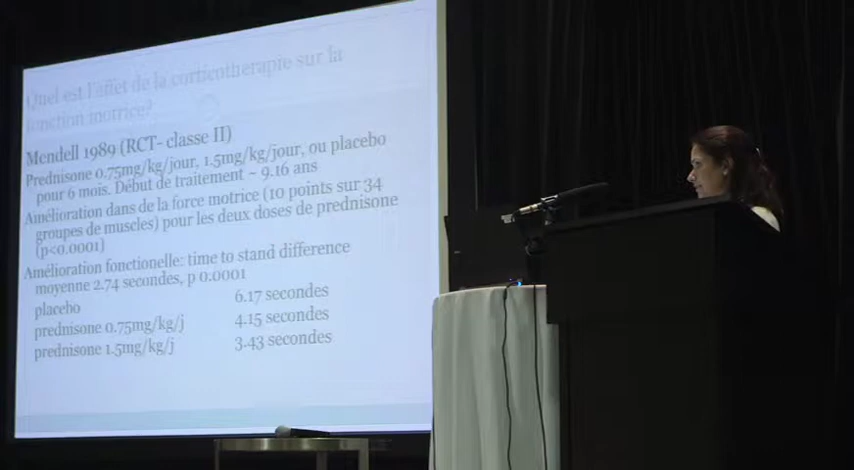 Quel est l'effet de la corticothérapie sur la
fonction motrice?
Mendell 1989 (RCT- classe II)
Prednisone 0.75mg/kg/jour, 1.5mg/kg/jour, ou placebo
pour 6 mois. Début de traitement ~ 9.16 ans
Amélioration dans de la force motrice (10 points sur 34
groupes de muscles) pour les deux doses de prednisone
(p<0.0001)
Amélioration fonctionelle: time to stand difference
moyenne 2.74 secondes, p 0.0001
placebo 6.17 secondes
prednisone 0.75mg/kg/j 4.15 secondes
prednisone 1.5mg/kg/j 3.43 secondes